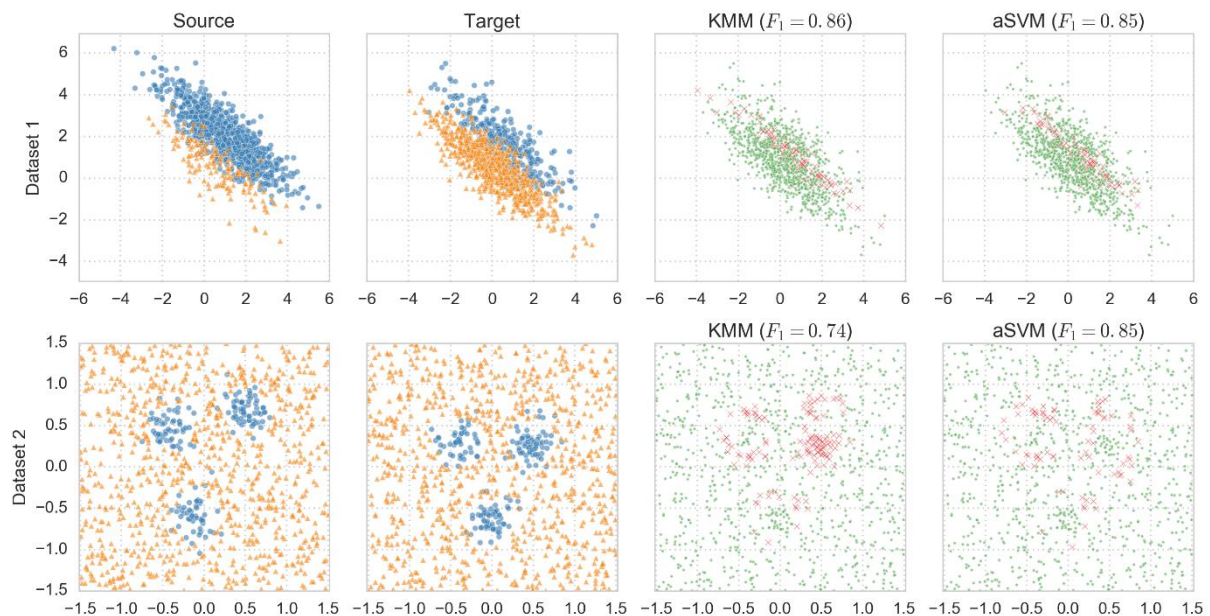 Source
Target
KMM (F₁ = 0.86)
aSVM (F₁ = 0.85)
Dataset 1
6
4
2
0
−2
−4
−6 −4 −2 0 2 4 6
−6 −4 −2 0 2 4 6
−6 −4 −2 0 2 4 6
−6 −4 −2 0 2 4 6
KMM (F₁ = 0.74)
aSVM (F₁ = 0.85)
Dataset 2
1.5
1.0
0.5
0.0
−0.5
−1.0
−1.5
−1.5 −1.0 −0.5 0.0 0.5 1.0 1.5
−1.5 −1.0 −0.5 0.0 0.5 1.0 1.5
−1.5 −1.0 −0.5 0.0 0.5 1.0 1.5
−1.5 −1.0 −0.5 0.0 0.5 1.0 1.5